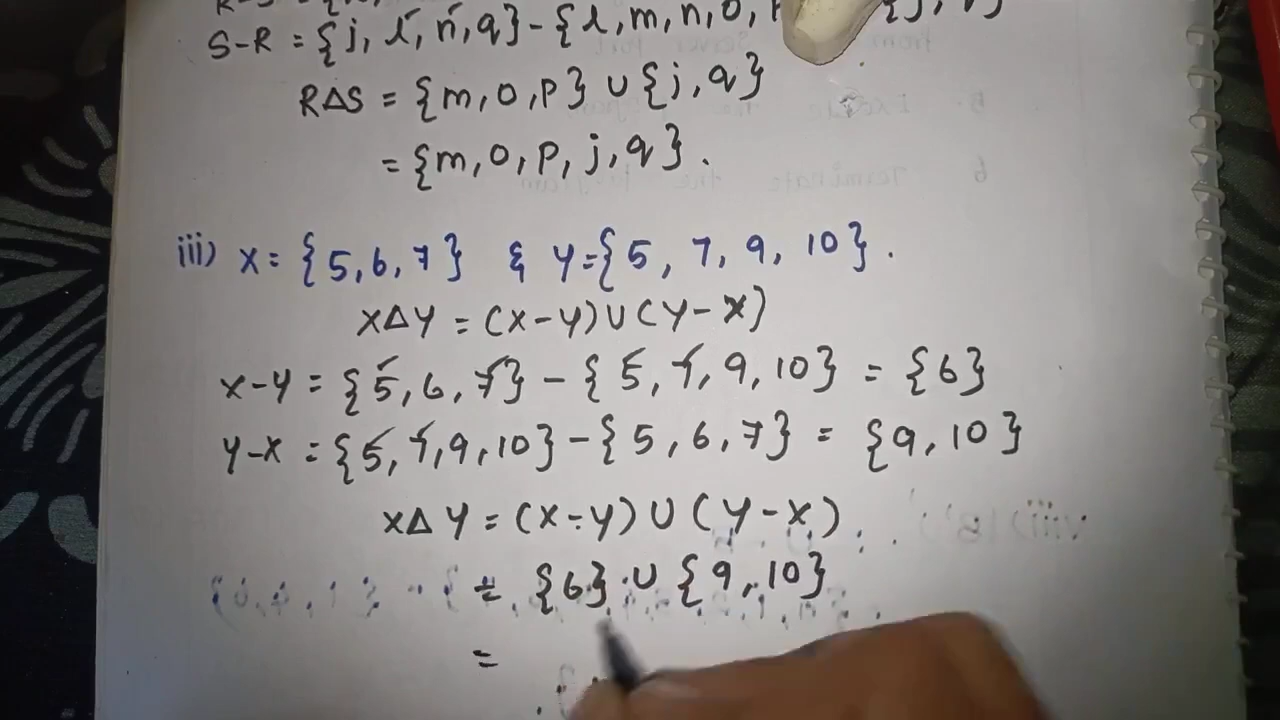 S-R = {j, l, n, q} - {l, m, n, o,
RΔS = {m, o, p} ∪ {j, q}
= {m, o, p, j, q}.
iii) X = {5, 6, 7} & Y = {5, 7, 9, 10}.
XΔY = (X-Y) ∪ (Y-X)
X-Y = {5, 6, 7} - {5, 7, 9, 10} = {6}
Y-X = {5, 7, 9, 10} - {5, 6, 7} = {9, 10}
XΔY = (X-Y) ∪ (Y-X)
= {6} ∪ {9, 10}
=